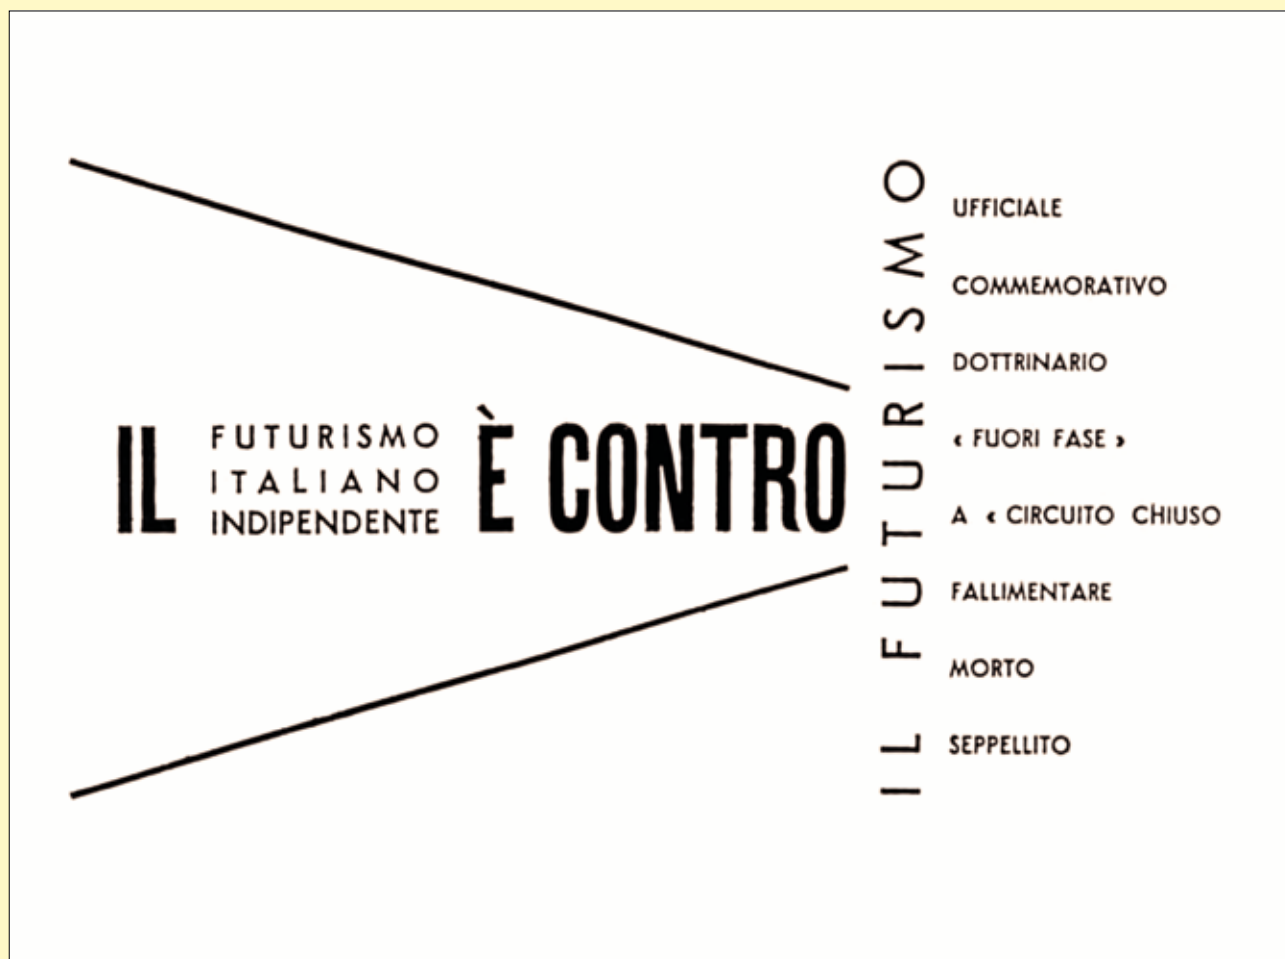 IL
FUTURISMO
ITALIANO
INDIPENDENTE
È CONTRO
IL FUTURISMO
UFFICIALE
COMMEMORATIVO
DOTTRINARIO
« FUORI FASE »
A « CIRCUITO CHIUSO
FALLIMENTARE
MORTO
SEPPELLITO